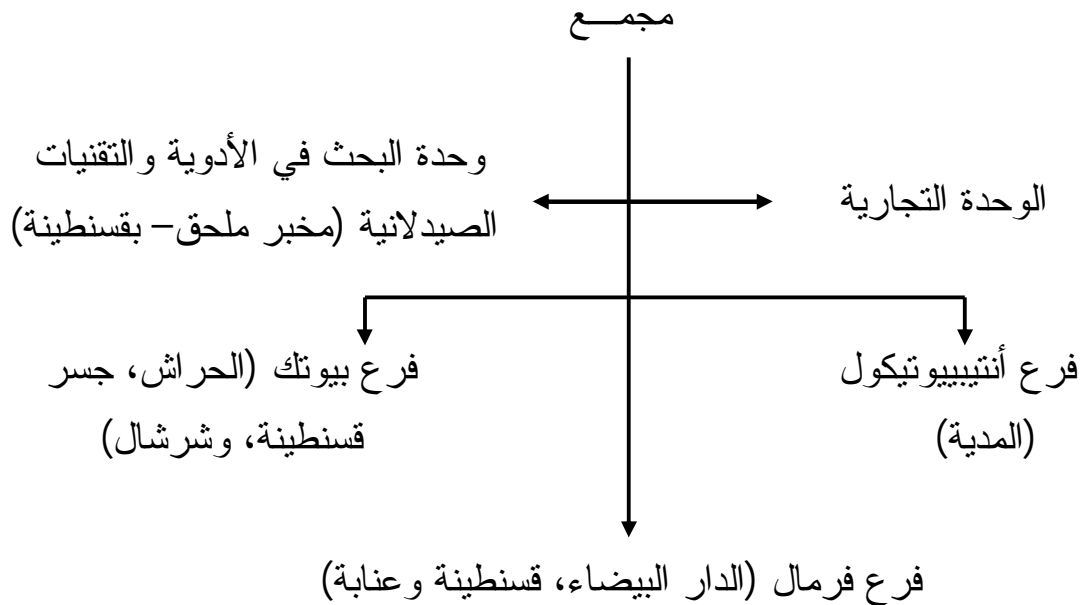 مجمـــع
الوحدة التجارية
وحدة البحث في الأدوية والتقنيات
الصيدلانية (مخبر ملحق– بقسنطينة)
فرع أنتيبييوتيكول
(المدية)
فرع بيوتك (الحراش، جسر
قسنطينة، وشرشال)
فرع فرمال (الدار البيضاء، قسنطينة وعنابة)